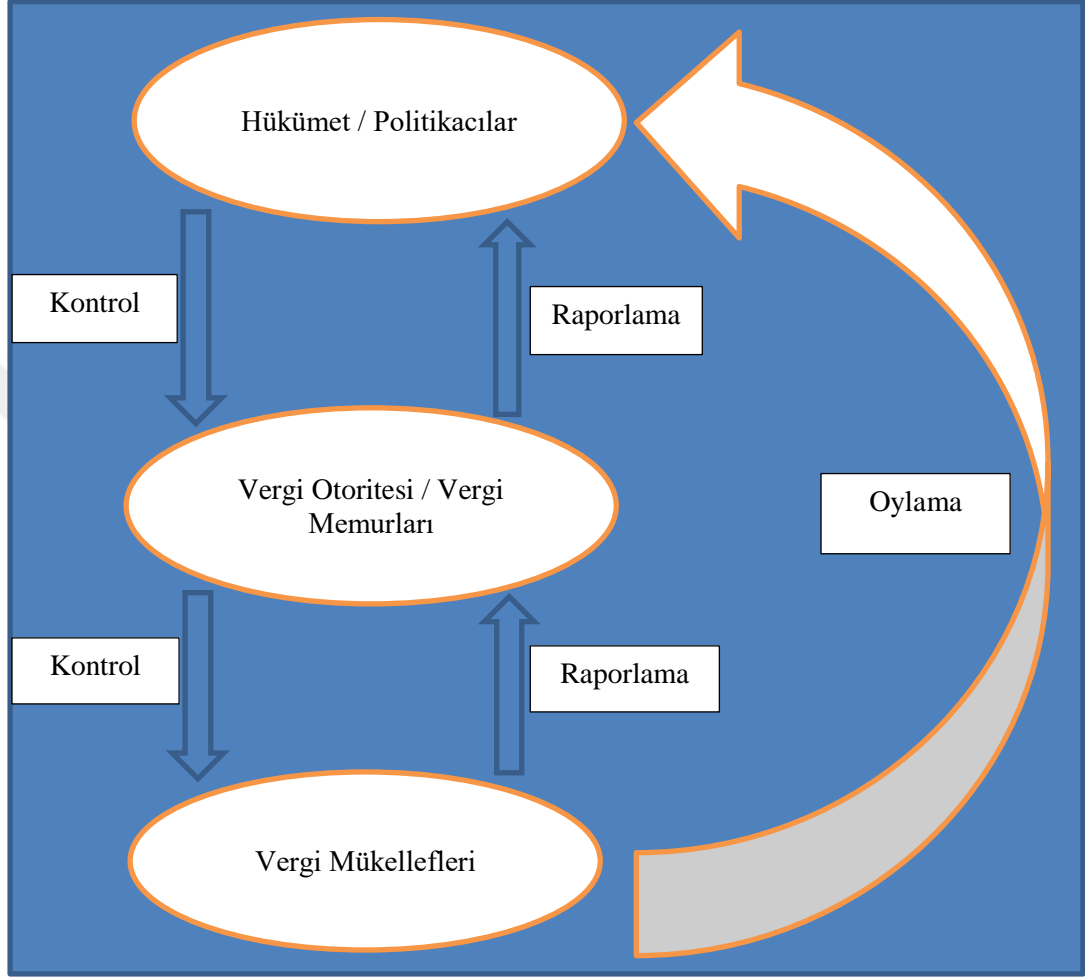 Hükümet / Politikacılar
Kontrol
Raporlama
Vergi Otoritesi / Vergi
Memurları
Oylama
Kontrol
Raporlama
Vergi Mükellefleri